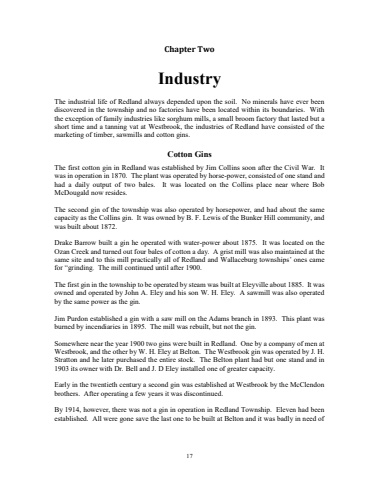 Chapter Two
Industry
The industrial life of Redland always depended upon the soil. No minerals have ever been
discovered in the township and no factories have been located within its boundaries. With
the exception of family industries like sorghum mills, a small broom factory that lasted but a
short time and a tanning vat at Westbrook, the industries of Redland have consisted of the
marketing of timber, sawmills and cotton gins.
Cotton Gins
The first cotton gin in Redland was established by Jim Collins soon after the Civil War. It
was in operation in 1870. The plant was operated by horse-power, consisted of one stand and
had a daily output of two bales. It was located on the Collins place near where Bob
McDougald now resides.
The second gin of the township was also operated by horsepower, and had about the same
capacity as the Collins gin. It was owned by B. F. Lewis of the Bunker Hill community, and
was built about 1872.
Drake Barrow built a gin he operated with water-power about 1875. It was located on the
Ozan Creek and turned out four bales of cotton a day. A grist mill was also maintained at the
same site and to this mill practically all of Redland and Wallaceburg townships' ones came
for "grinding. The mill continued until after 1900.
The first gin in the township to be operated by steam was built at Eleyville about 1885. It was
owned and operated by John A. Eley and his son W. H. Eley. A sawmill was also operated
by the same power as the gin.
Jim Purdon established a gin with a saw mill on the Adams branch in 1893. This plant was
burned by incendiaries in 1895. The mill was rebuilt, but not the gin.
Somewhere near the year 1900 two gins were built in Redland. One by a company of men at
Westbrook, and the other by W. H. Eley at Belton. The Westbrook gin was operated by J. H.
Stratton and he later purchased the entire stock. The Belton plant had but one stand and in
1903 its owner with Dr. Bell and J. D Eley installed one of greater capacity.
Early in the twentieth century a second gin was established at Westbrook by the McClendon
brothers. After operating a few years it was discontinued.
By 1914, however, there was not a gin in operation in Redland Township. Eleven had been
established. All were gone save the last one to be built at Belton and it was badly in need of
17